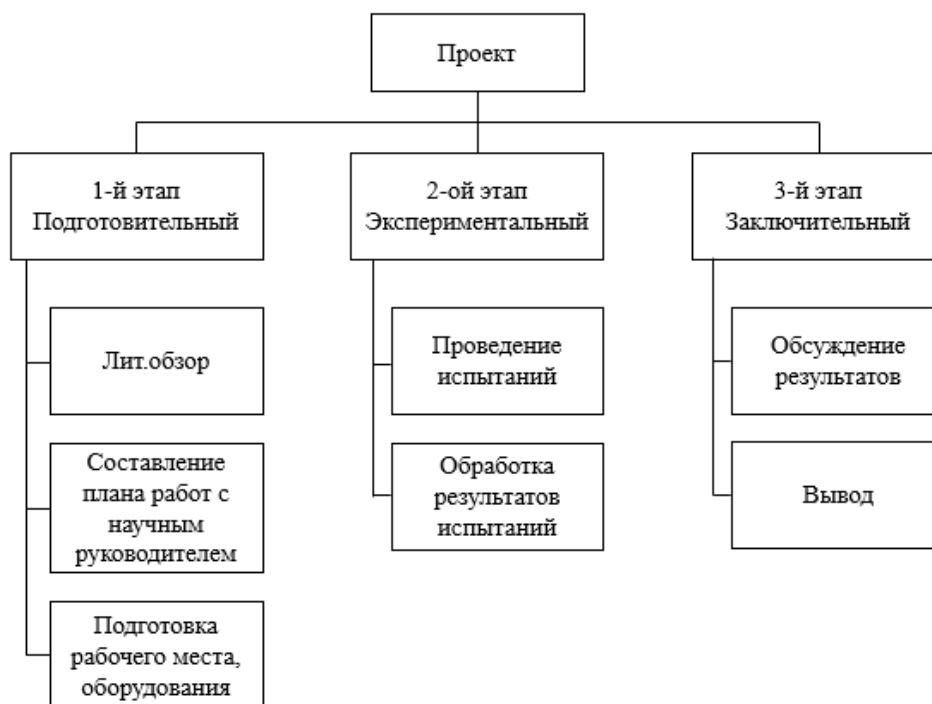 Проект
1-й этап
Подготовительный
Лит.обзор
Составление
плана работ с
научным
руководителем
Подготовка
рабочего места,
оборудования
2-ой этап
Экспериментальный
Проведение
испытаний
Обработка
результатов
испытаний
3-й этап
Заключительный
Обсуждение
результатов
Вывод